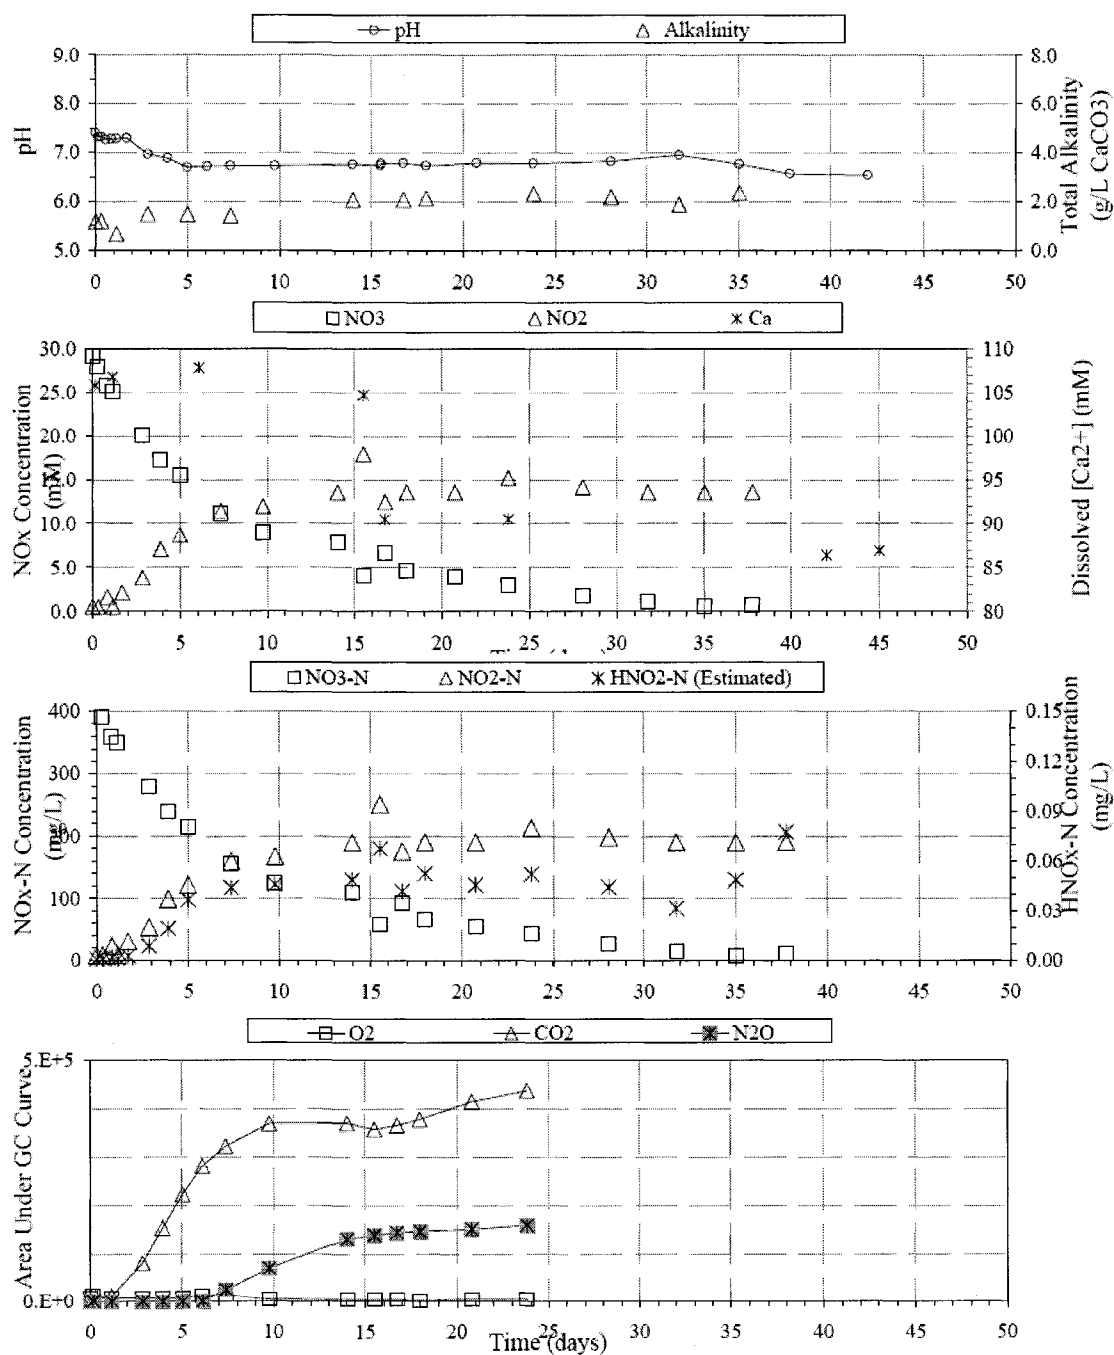 pH Alkalinity
9.0 8.0
8.0 6.0
7.0 4.0
6.0 2.0
5.0 0.0
pH
Total Alkalinity
(g/L CaCO3)
0 5 10 15 20 25 30 35 40 45 50
NO3 NO2 Ca
30.0 110
25.0 105
20.0 100
15.0 95
10.0 90
5.0 85
0.0 80
NOx Concentration
(mM)
Dissolved [Ca2+] (mM)
0 5 10 15 20 25 30 35 40 45 50
NO3-N NO2-N HNO2-N (Estimated)
400 0.15
300 0.12
200 0.09
100 0.06
0 0.03
0.00
NOx-N Concentration
(mg/L)
HNOx-N Concentration
(mg/L)
0 5 10 15 20 25 30 35 40 45 50
O2 CO2 N2O
5.E+5
0.E+0
Area Under GC Curve
0 5 10 15 20 25 30 35 40 45 50
Time (days)